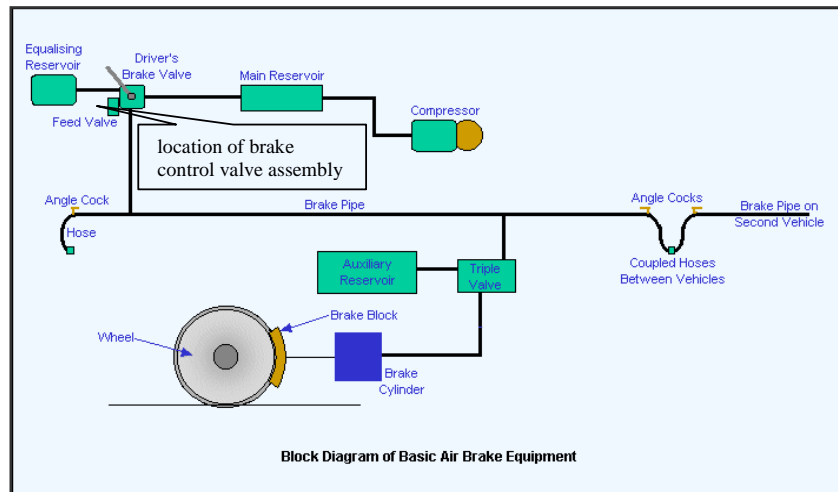 Equalising
Reservoir
Driver's
Brake Valve
Main Reservoir
Compressor
Feed Valve
location of brake
control valve assembly
Angle Cock
Brake Pipe
Angle Cocks
Brake Pipe on
Second Vehicle
Hose
Auxiliary
Reservoir
Triple
Valve
Coupled Hoses
Between Vehicles
Brake Block
Wheel
Brake
Cylinder
Block Diagram of Basic Air Brake Equipment